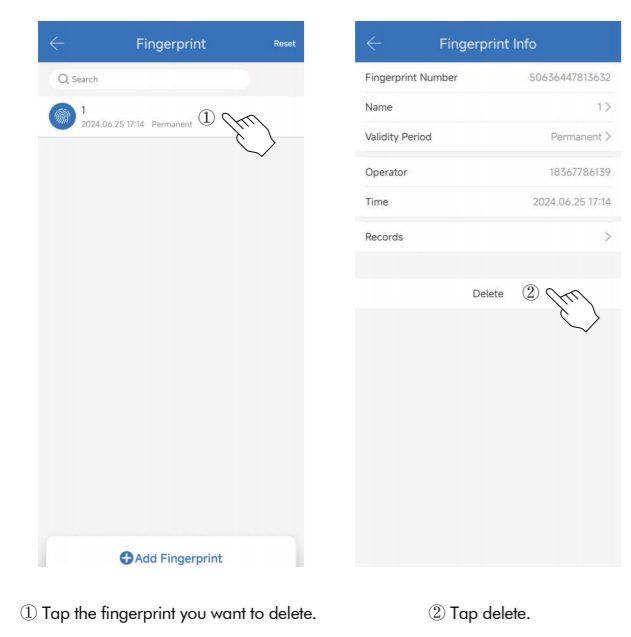 Fingerprint
Reset
Search
1
2024.06.25 17:14 Permanent
①
Add Fingerprint
① Tap the fingerprint you want to delete.
Fingerprint Info
Fingerprint Number 50636447813632
Name 1
Validity Period Permanent
Operator 18367786139
Time 2024.06.25 17:14
Records
Delete ②
② Tap delete.